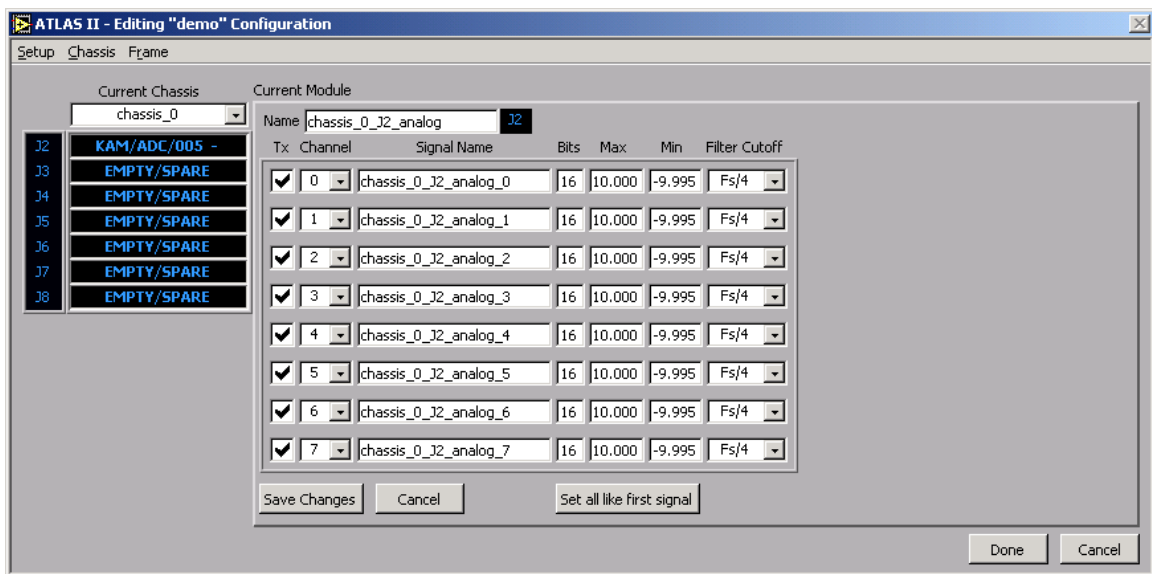 ATLAS II - Editing "demo" Configuration
Setup Chassis Frame
Current Chassis
chassis_0
J2 KAM/ADC/005 -
J3 EMPTY/SPARE
J4 EMPTY/SPARE
J5 EMPTY/SPARE
J6 EMPTY/SPARE
J7 EMPTY/SPARE
J8 EMPTY/SPARE
Current Module
Name chassis_0_J2_analog J2
Tx Channel Signal Name Bits Max Min Filter Cutoff
0 chassis_0_J2_analog_0 16 10.000 -9.995 Fs/4
1 chassis_0_J2_analog_1 16 10.000 -9.995 Fs/4
2 chassis_0_J2_analog_2 16 10.000 -9.995 Fs/4
3 chassis_0_J2_analog_3 16 10.000 -9.995 Fs/4
4 chassis_0_J2_analog_4 16 10.000 -9.995 Fs/4
5 chassis_0_J2_analog_5 16 10.000 -9.995 Fs/4
6 chassis_0_J2_analog_6 16 10.000 -9.995 Fs/4
7 chassis_0_J2_analog_7 16 10.000 -9.995 Fs/4
Save Changes Cancel Set all like first signal
Done Cancel